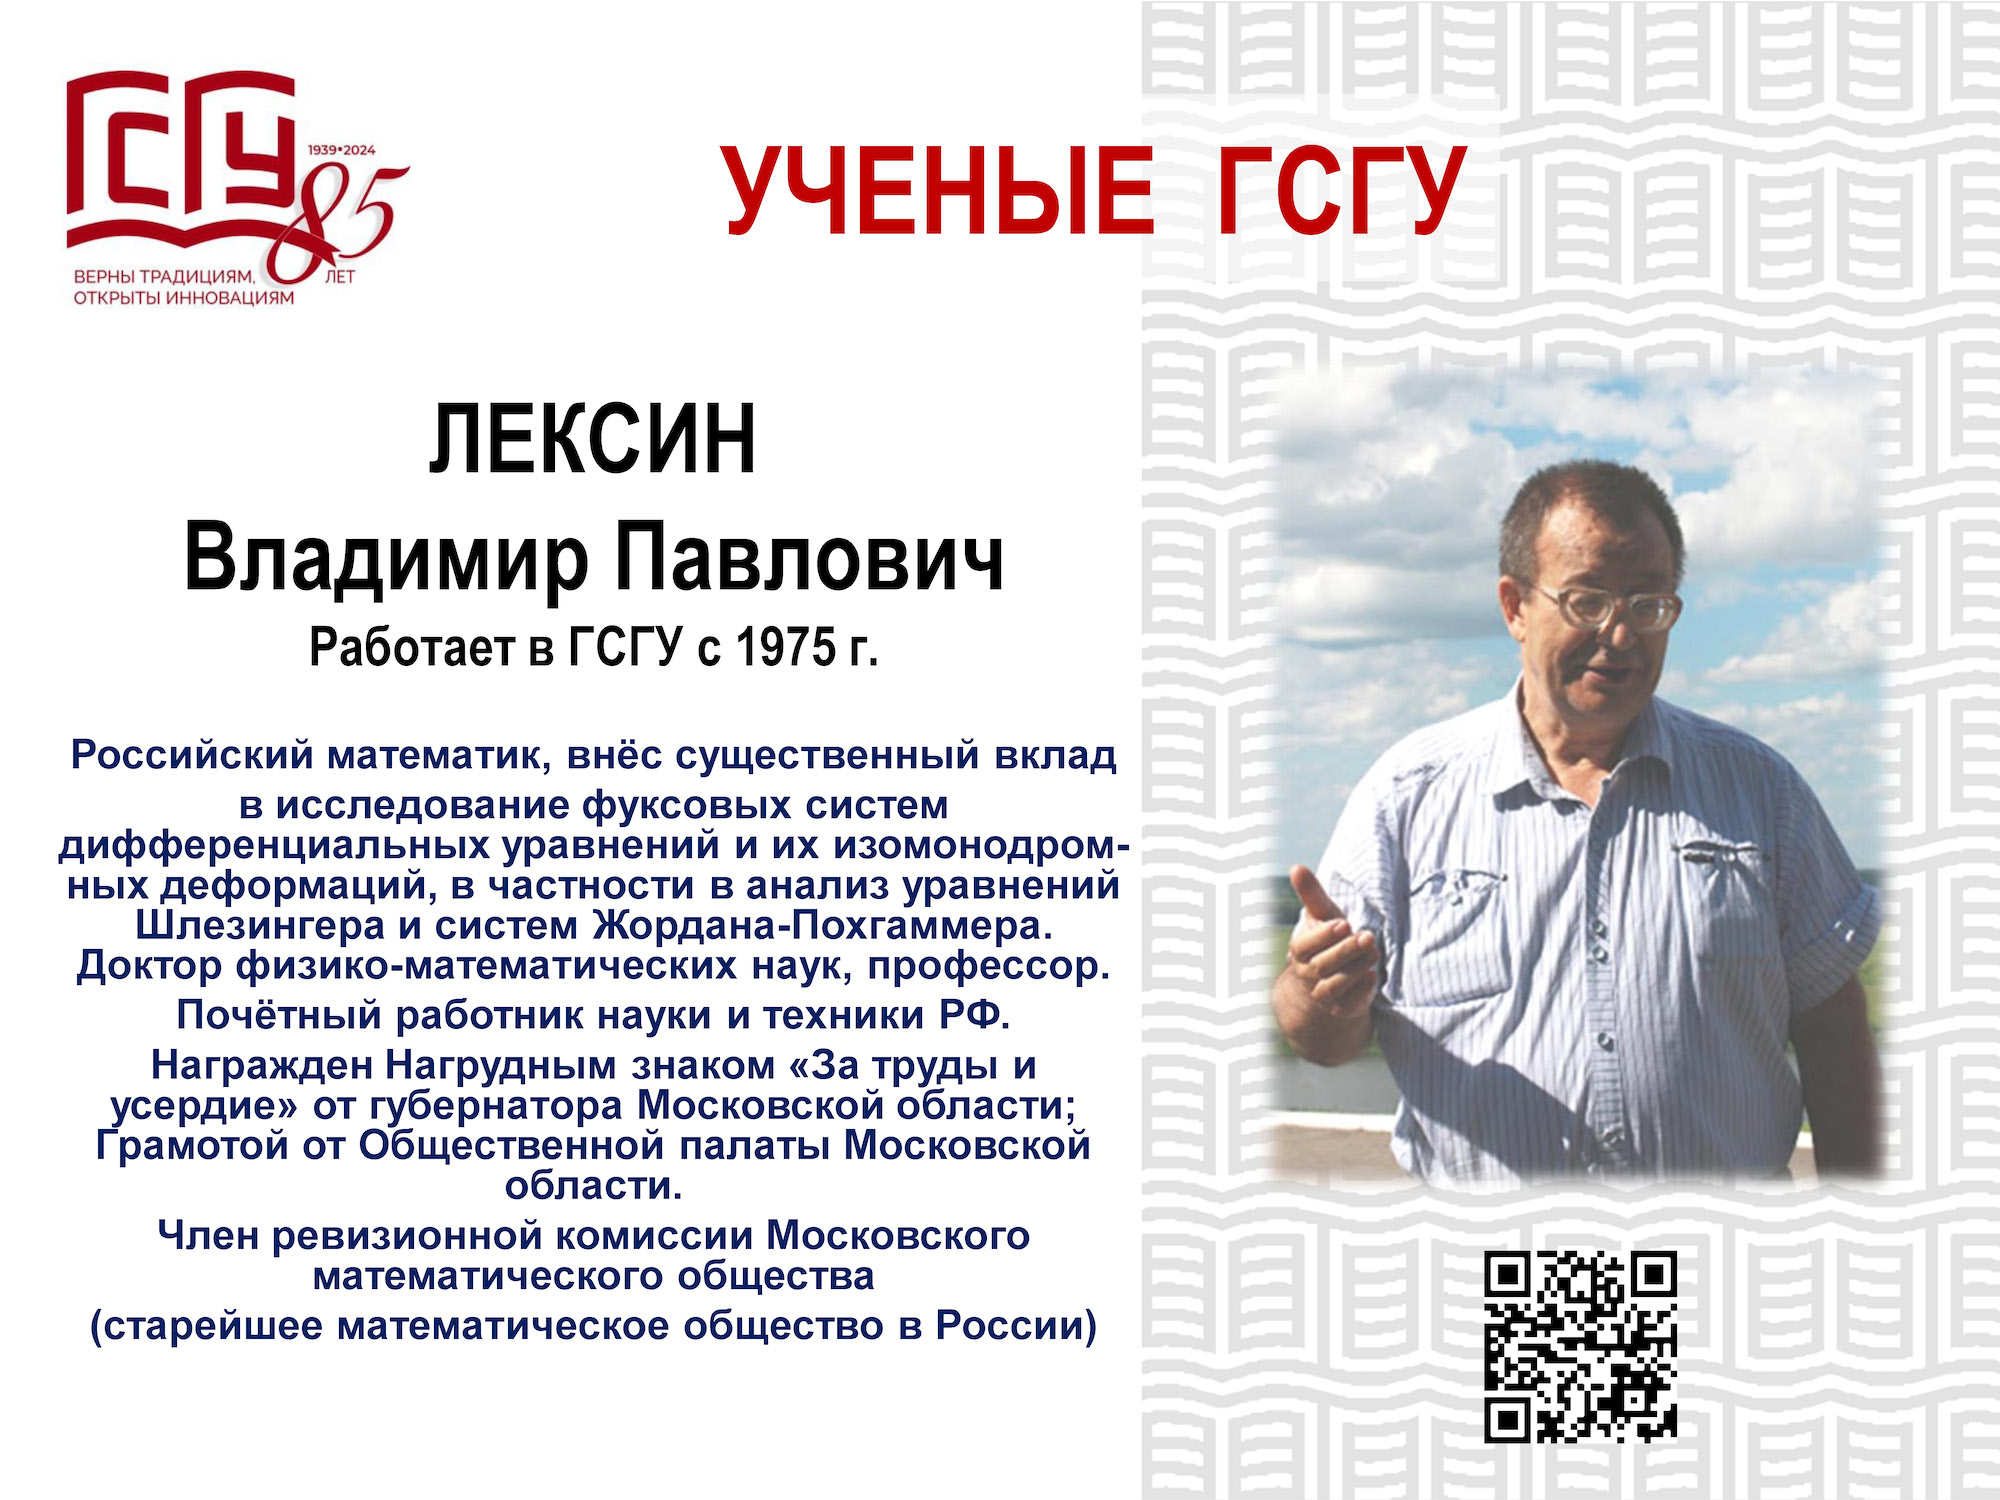 ГСГУ
1939•2024
85
ВЕРНЫ ТРАДИЦИЯМ, ЛЕТ
ОТКРЫТЫ ИННОВАЦИЯМ
УЧЕНЫЕ ГСГУ
ЛЕКСИН
Владимир Павлович
Работает в ГСГУ с 1975 г.
Российский математик, внёс существенный вклад
в исследование фуксовых систем
дифференциальных уравнений и их изомонодром-
ных деформаций, в частности в анализ уравнений
Шлезингера и систем Жордана-Похгаммера.
Доктор физико-математических наук, профессор.
Почётный работник науки и техники РФ.
Награжден Нагрудным знаком «За труды и
усердие» от губернатора Московской области;
Грамотой от Общественной палаты Московской
области.
Член ревизионной комиссии Московского
математического общества
(старейшее математическое общество в России)